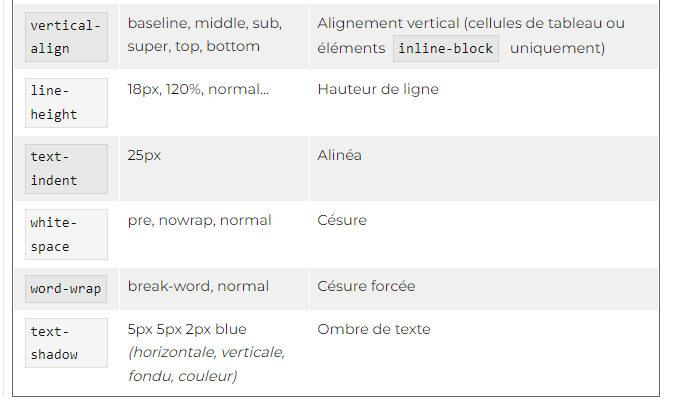 vertical-align baseline, middle, sub, super, top, bottom Alignement vertical (cellules de tableau ou éléments inline-block uniquement)
line-height 18px, 120%, normal... Hauteur de ligne
text-indent 25px Alinéa
white-space pre, nowrap, normal Césure
word-wrap break-word, normal Césure forcée
text-shadow 5px 5px 2px blue (horizontale, verticale, fondu, couleur) Ombre de texte